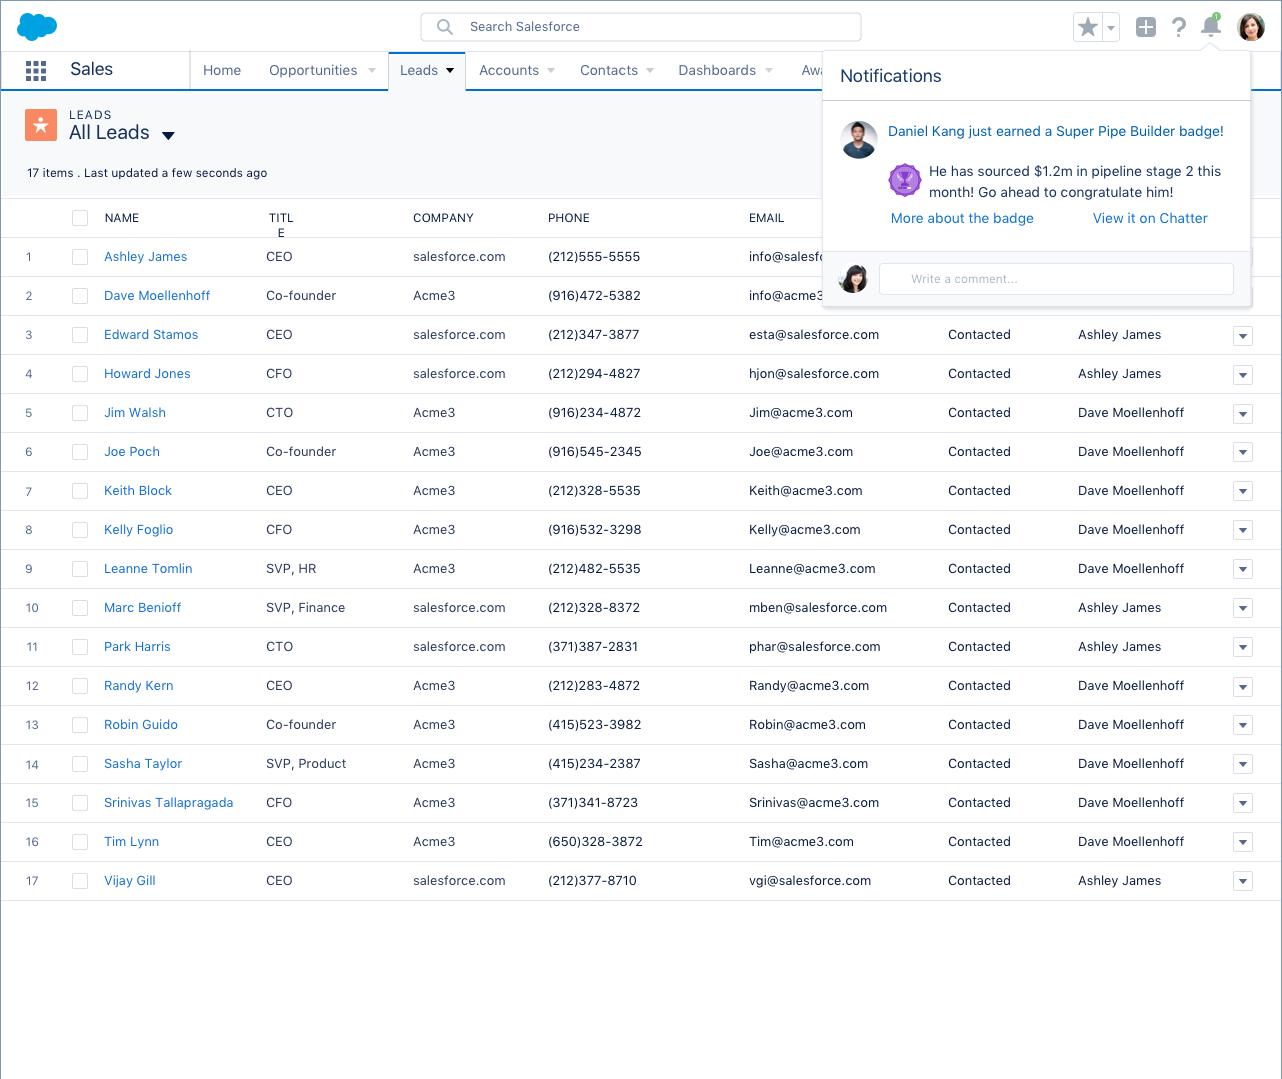 Search Salesforce
1
Sales
Home Opportunities Leads Accounts Contacts Dashboards
Notifications
Daniel Kang just earned a Super Pipe Builder badge!
He has sourced $1.2m in pipeline stage 2 this
month! Go ahead to congratulate him!
More about the badge View it on Chatter
Write a comment...
LEADS
All Leads
17 items . Last updated a few seconds ago
NAME TITL COMPANY PHONE EMAIL
E
1 Ashley James CEO salesforce.com (212)555-5555 info@salesf
2 Dave Moellenhoff Co-founder Acme3 (916)472-5382 info@acme3
3 Edward Stamos CEO salesforce.com (212)347-3877 esta@salesforce.com Contacted Ashley James
4 Howard Jones CFO salesforce.com (212)294-4827 hjon@salesforce.com Contacted Ashley James
5 Jim Walsh CTO Acme3 (916)234-4872 Jim@acme3.com Contacted Dave Moellenhoff
6 Joe Poch Co-founder Acme3 (916)545-2345 Joe@acme3.com Contacted Dave Moellenhoff
7 Keith Block CEO Acme3 (212)328-5535 Keith@acme3.com Contacted Dave Moellenhoff
8 Kelly Foglio CFO Acme3 (916)532-3298 Kelly@acme3.com Contacted Dave Moellenhoff
9 Leanne Tomlin SVP, HR Acme3 (212)482-5535 Leanne@acme3.com Contacted Dave Moellenhoff
10 Marc Benioff SVP, Finance salesforce.com (212)328-8372 mben@salesforce.com Contacted Ashley James
11 Park Harris CTO salesforce.com (371)387-2831 phar@salesforce.com Contacted Ashley James
12 Randy Kern CEO Acme3 (212)283-4872 Randy@acme3.com Contacted Dave Moellenhoff
13 Robin Guido Co-founder Acme3 (415)523-3982 Robin@acme3.com Contacted Dave Moellenhoff
14 Sasha Taylor SVP, Product Acme3 (415)234-2387 Sasha@acme3.com Contacted Dave Moellenhoff
15 Srinivas Tallapragada CFO Acme3 (371)341-8723 Srinivas@acme3.com Contacted Dave Moellenhoff
16 Tim Lynn CEO Acme3 (650)328-3872 Tim@acme3.com Contacted Dave Moellenhoff
17 Vijay Gill CEO salesforce.com (212)377-8710 vgi@salesforce.com Contacted Ashley James